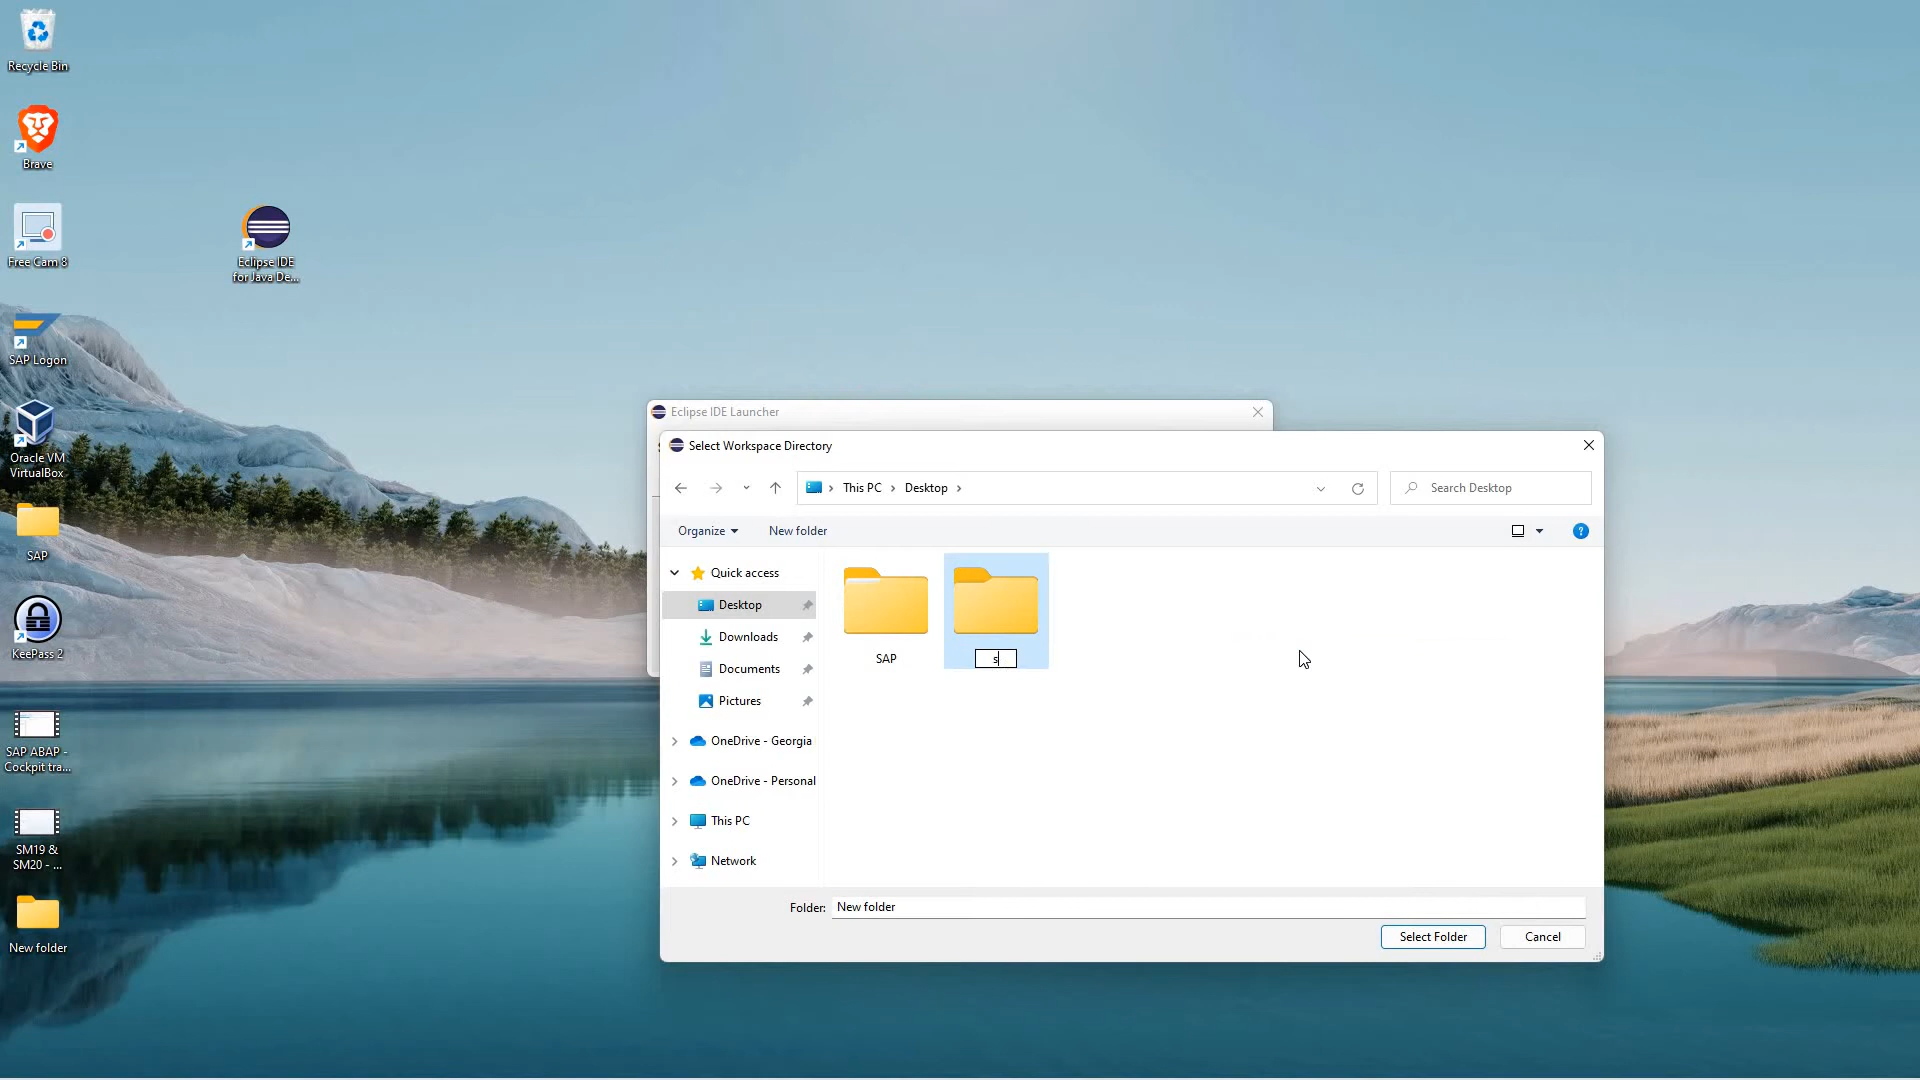 Recycle Bin
Brave
Free Cam 8
Eclipse IDE
for Java De...
SAP Logon
Oracle VM
VirtualBox
SAP
KeePass 2
SAP ABAP -
Cockpit tra...
SM19 &
SM20 - ...
New folder
Eclipse IDE Launcher
Select Workspace Directory
This PC
Desktop
Search Desktop
Organize
New folder
Quick access
Desktop
Downloads
Documents
Pictures
OneDrive - Georgia
OneDrive - Personal
This PC
Network
SAP
s
Folder: New folder
Select Folder
Cancel